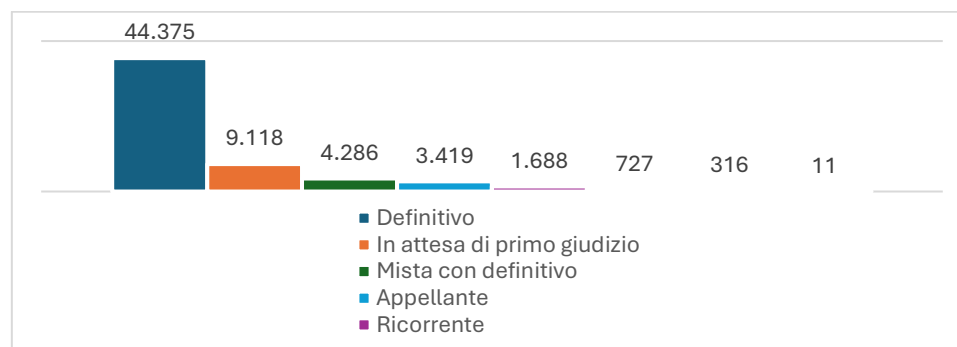 44.375
9.118
4.286
3.419
1.688
727
316
11
Definitivo
In attesa di primo giudizio
Mista con definitivo
Appellante
Ricorrente